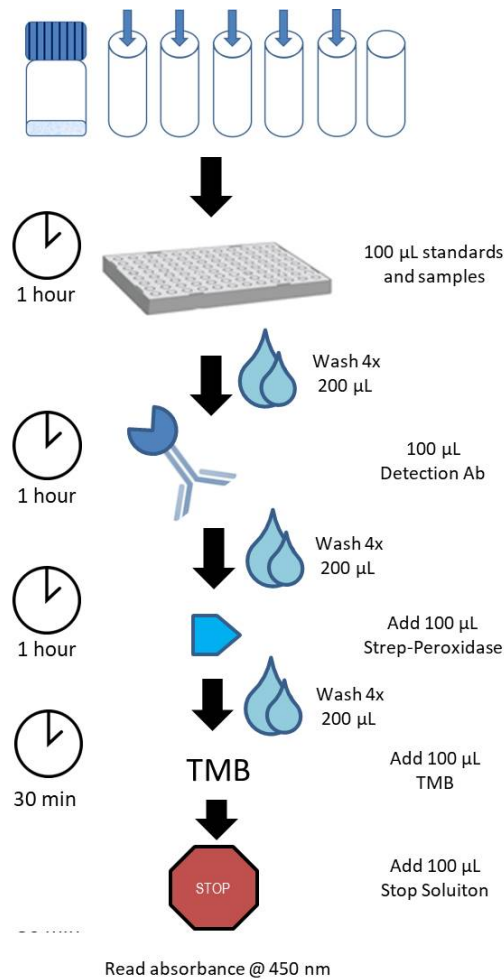 1 hour
100 µL standards
and samples
Wash 4x
200 µL
1 hour
100 µL
Detection Ab
Wash 4x
200 µL
1 hour
Add 100 µL
Strep-Peroxidase
Wash 4x
200 µL
30 min
TMB
Add 100 µL
TMB
STOP
Add 100 µL
Stop Soluiton
Read absorbance @ 450 nm